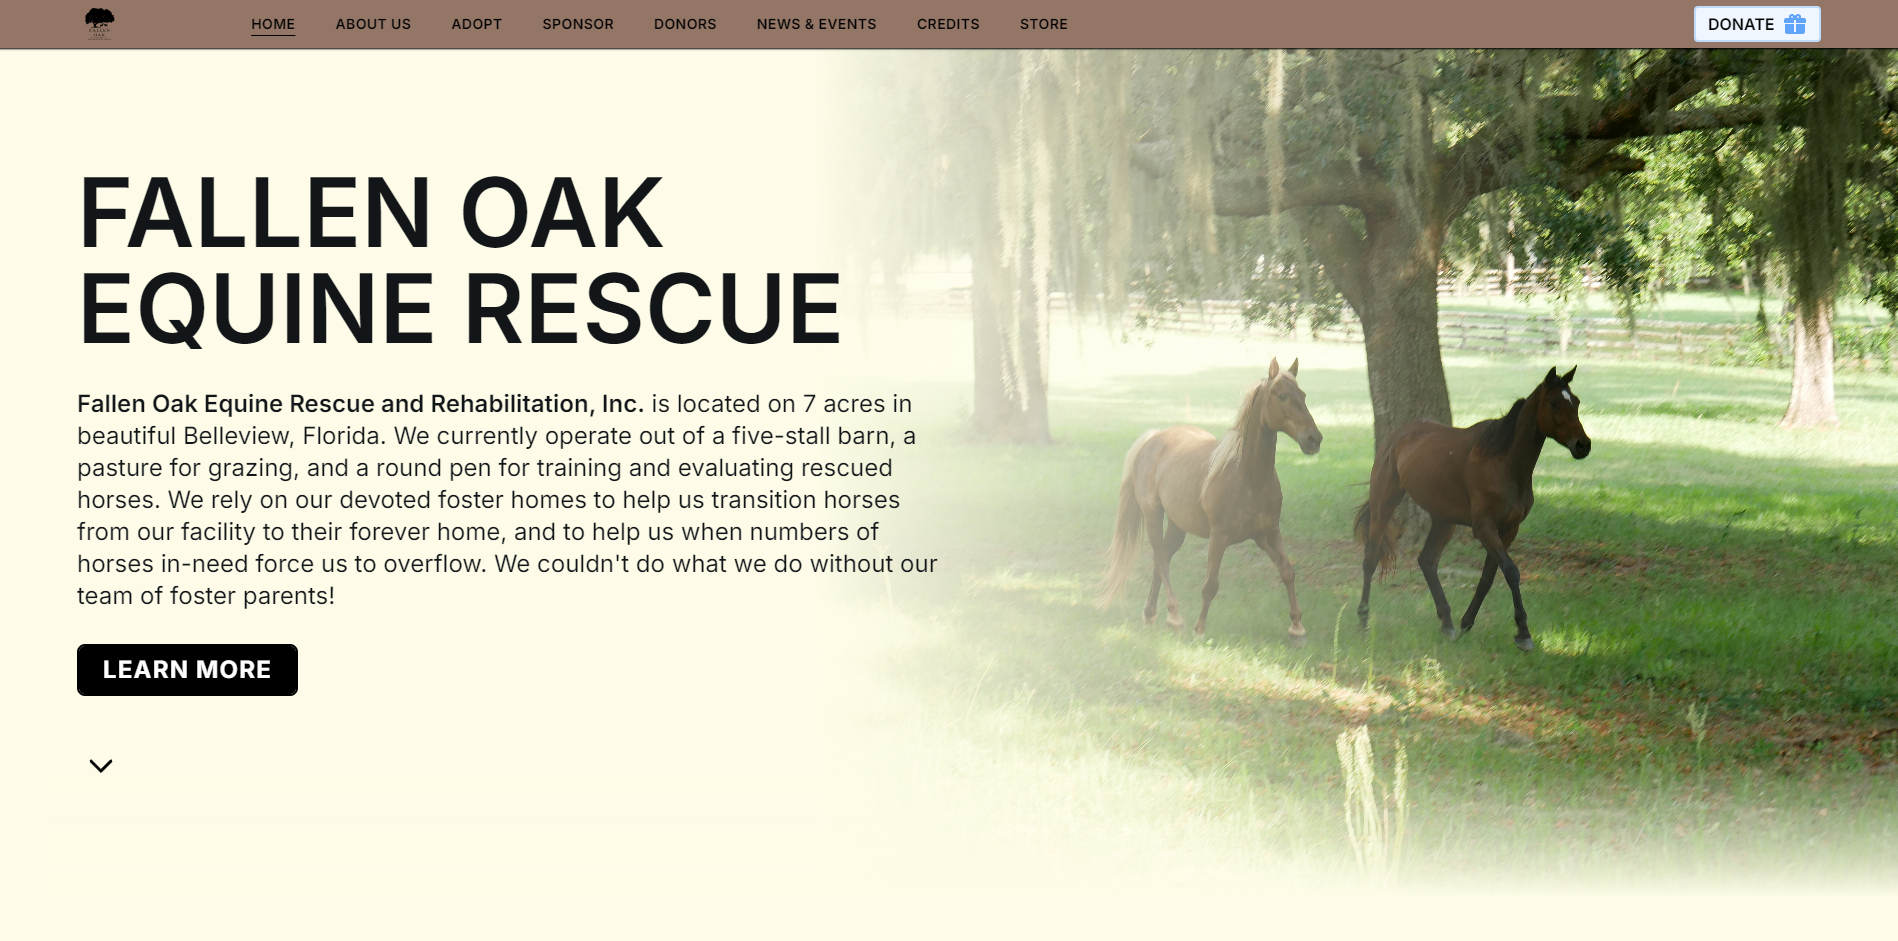 FALLEN
OAK
HOME ABOUT US ADOPT SPONSOR DONORS NEWS & EVENTS CREDITS STORE DONATE
FALLEN OAK
EQUINE RESCUE
Fallen Oak Equine Rescue and Rehabilitation, Inc. is located on 7 acres in
beautiful Belleview, Florida. We currently operate out of a five-stall barn, a
pasture for grazing, and a round pen for training and evaluating rescued
horses. We rely on our devoted foster homes to help us transition horses
from our facility to their forever home, and to help us when numbers of
horses in-need force us to overflow. We couldn't do what we do without our
team of foster parents!
LEARN MORE